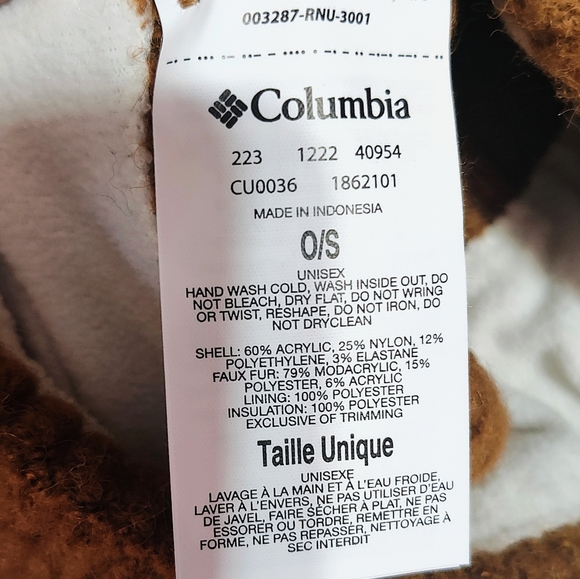 003287-RNU-3001
Columbia
223 1222 40954
CU0036 1862101
MADE IN INDONESIA
O/S
UNISEX
HAND WASH COLD, WASH INSIDE OUT, DO
NOT BLEACH, DRY FLAT, DO NOT WRING
OR TWIST, RESHAPE, DO NOT IRON, DO
NOT DRYCLEAN
SHELL: 60% ACRYLIC, 25% NYLON, 12%
POLYETHYLENE, 3% ELASTANE
FAUX FUR: 79% MODACRYLIC, 15%
POLYESTER, 6% ACRYLIC
LINING: 100% POLYESTER
INSULATION: 100% POLYESTER
EXCLUSIVE OF TRIMMING
Taille Unique
UNISEXE
LAVAGE À LA MAIN ET À L'EAU FROIDE,
LAVER À L'ENVERS, NE PAS UTILISER D'EAU
DE JAVEL, FAIRE SÈCHER À PLAT, NE PAS
ESSORER OU TORDRE, REMETTRE EN
FORME, NE PAS REPASSER, NETTOYAGE À
SEC INTERDIT